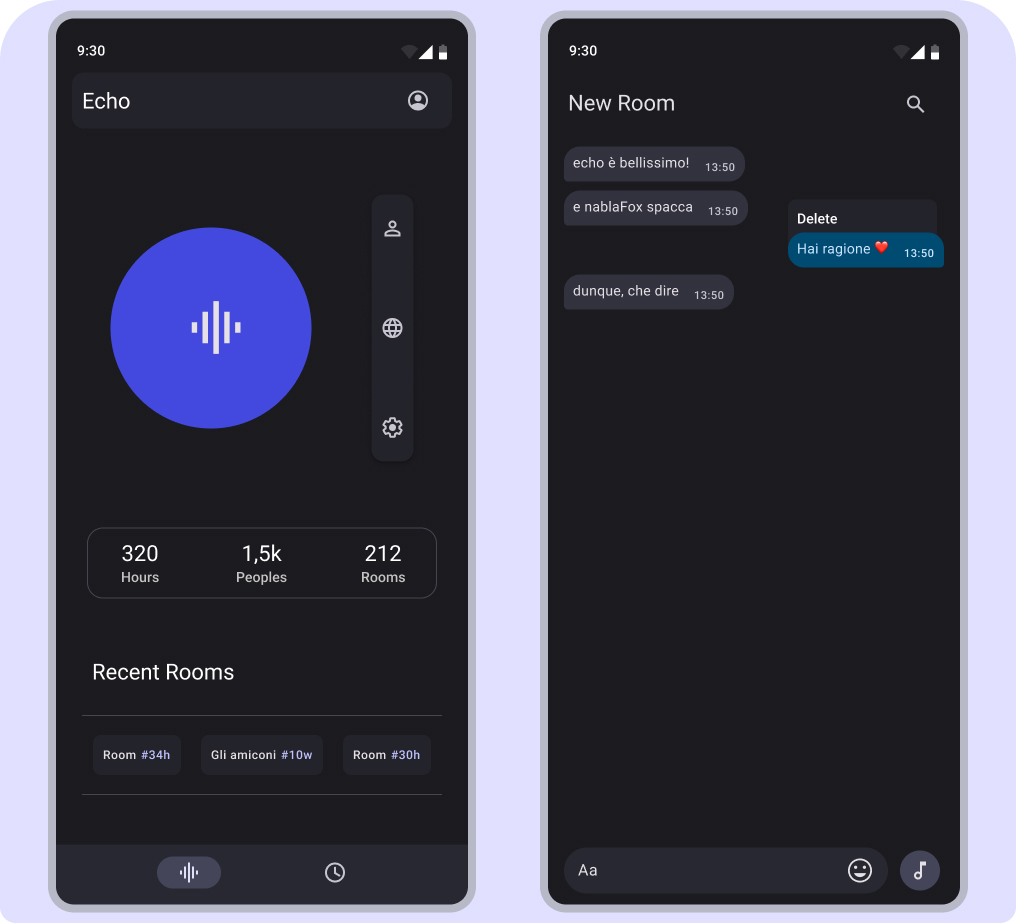 9:30
Echo
320 1,5k 212
Hours Peoples Rooms
Recent Rooms
Room #34h Gli amiconi #10w Room #30h
9:30
New Room
echo è bellissimo! 13:50
e nablaFox spacca 13:50
Delete
Hai ragione ❤️ 13:50
dunque, che dire 13:50
Aa